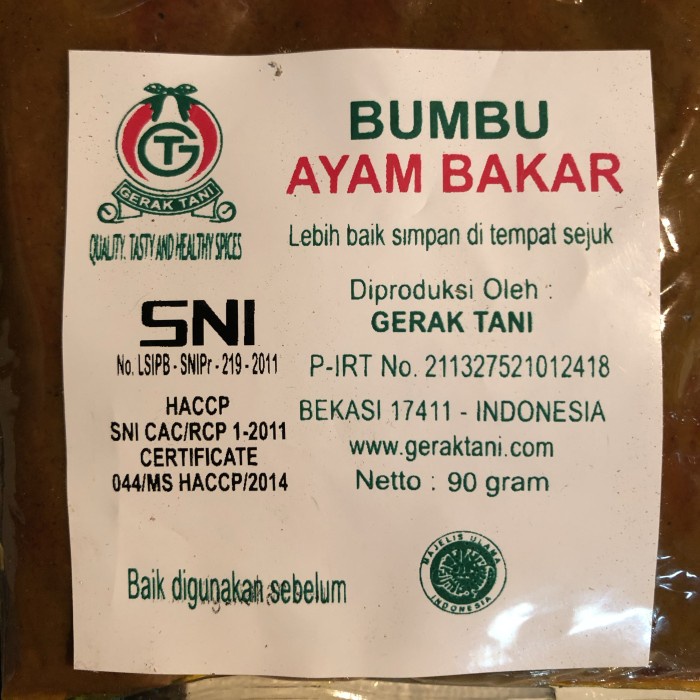 GT
GERAK TANI
QUALITY. TASTY AND HEALTHY SPICES
BUMBU
AYAM BAKAR
Lebih baik simpan di tempat sejuk
SNI
No. LSIPB - SNIPr - 219 - 2011
HACCP
SNI CAC/RCP 1-2011
CERTIFICATE
044/MS HACCP/2014
Diproduksi Oleh :
GERAK TANI
P-IRT No. 211327521012418
BEKASI 17411 - INDONESIA
www.geraktani.com
Netto : 90 gram
Baik digunakan sebelum
MAJELIS ULAMA
INDONESIA